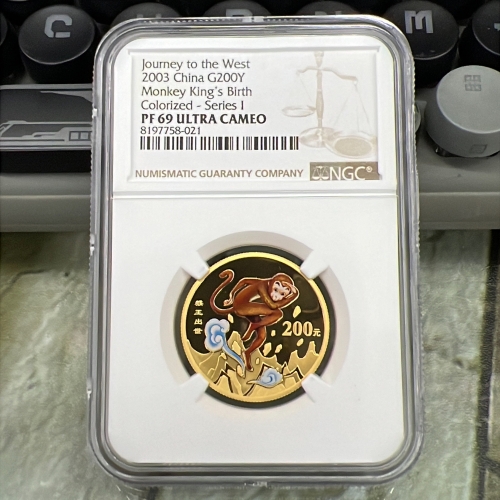 C
Journey to the West
2003 China G200Y
Monkey King's Birth
Colorized - Series I
PF 69 ULTRA CAMEO
8197758-021
NUMISMATIC GUARANTY COMPANY
NGC®
猴王出世
200元